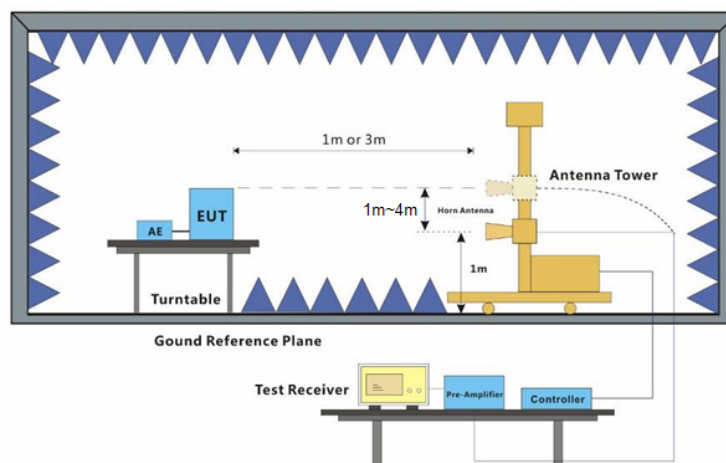 1m or 3m
Antenna Tower
EUT
AE
1m~4m
Horn Antenna
1m
Turntable
Gound Reference Plane
Test Receiver
Pre-Amplifier
Controller